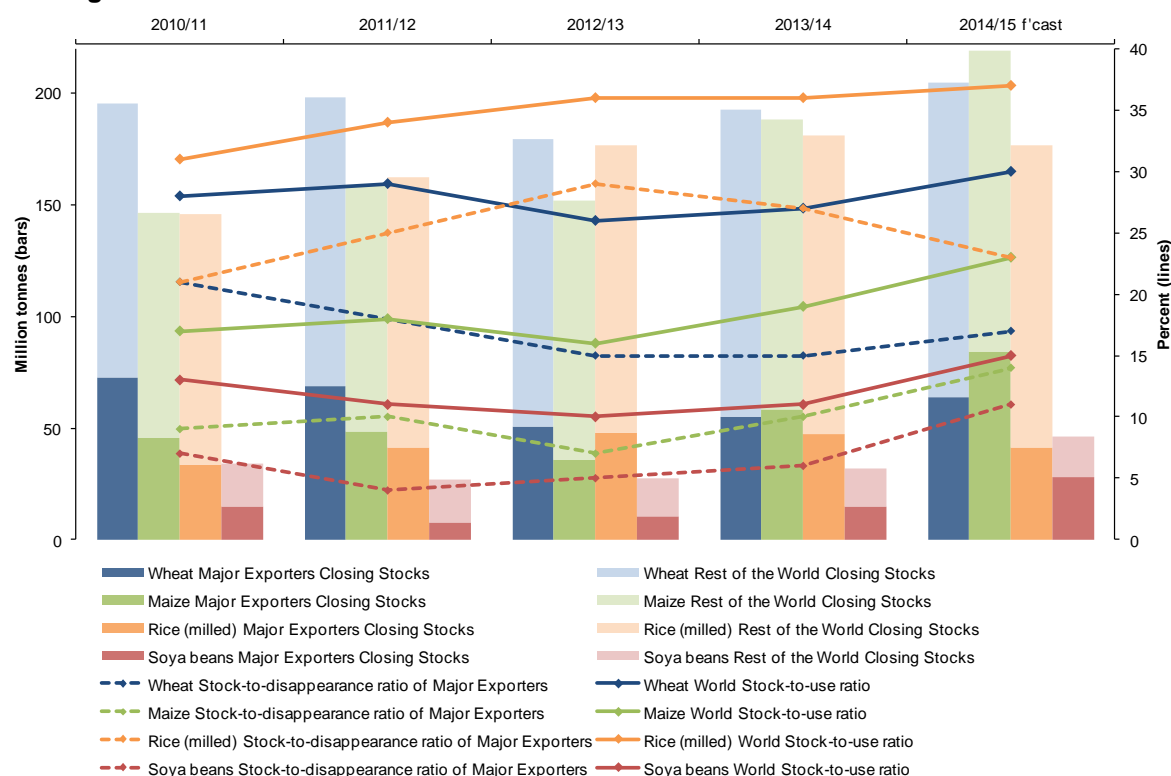 2010/11 2011/12 2012/13 2013/14 2014/15 f'cast
Million tonnes (bars)
200
150
100
50
0
40
35
30
25
20
15
10
5
0
Percent (lines)
Wheat Major Exporters Closing Stocks Wheat Rest of the World Closing Stocks
Maize Major Exporters Closing Stocks Maize Rest of the World Closing Stocks
Rice (milled) Major Exporters Closing Stocks Rice (milled) Rest of the World Closing Stocks
Soya beans Major Exporters Closing Stocks Soya beans Rest of the World Closing Stocks
Wheat Stock-to-disappearance ratio of Major Exporters Wheat World Stock-to-use ratio
Maize Stock-to-disappearance ratio of Major Exporters Maize World Stock-to-use ratio
Rice (milled) Stock-to-disappearance ratio of Major Exporters Rice (milled) World Stock-to-use ratio
Soya beans Stock-to-disappearance ratio of Major Exporters Soya beans World Stock-to-use ratio